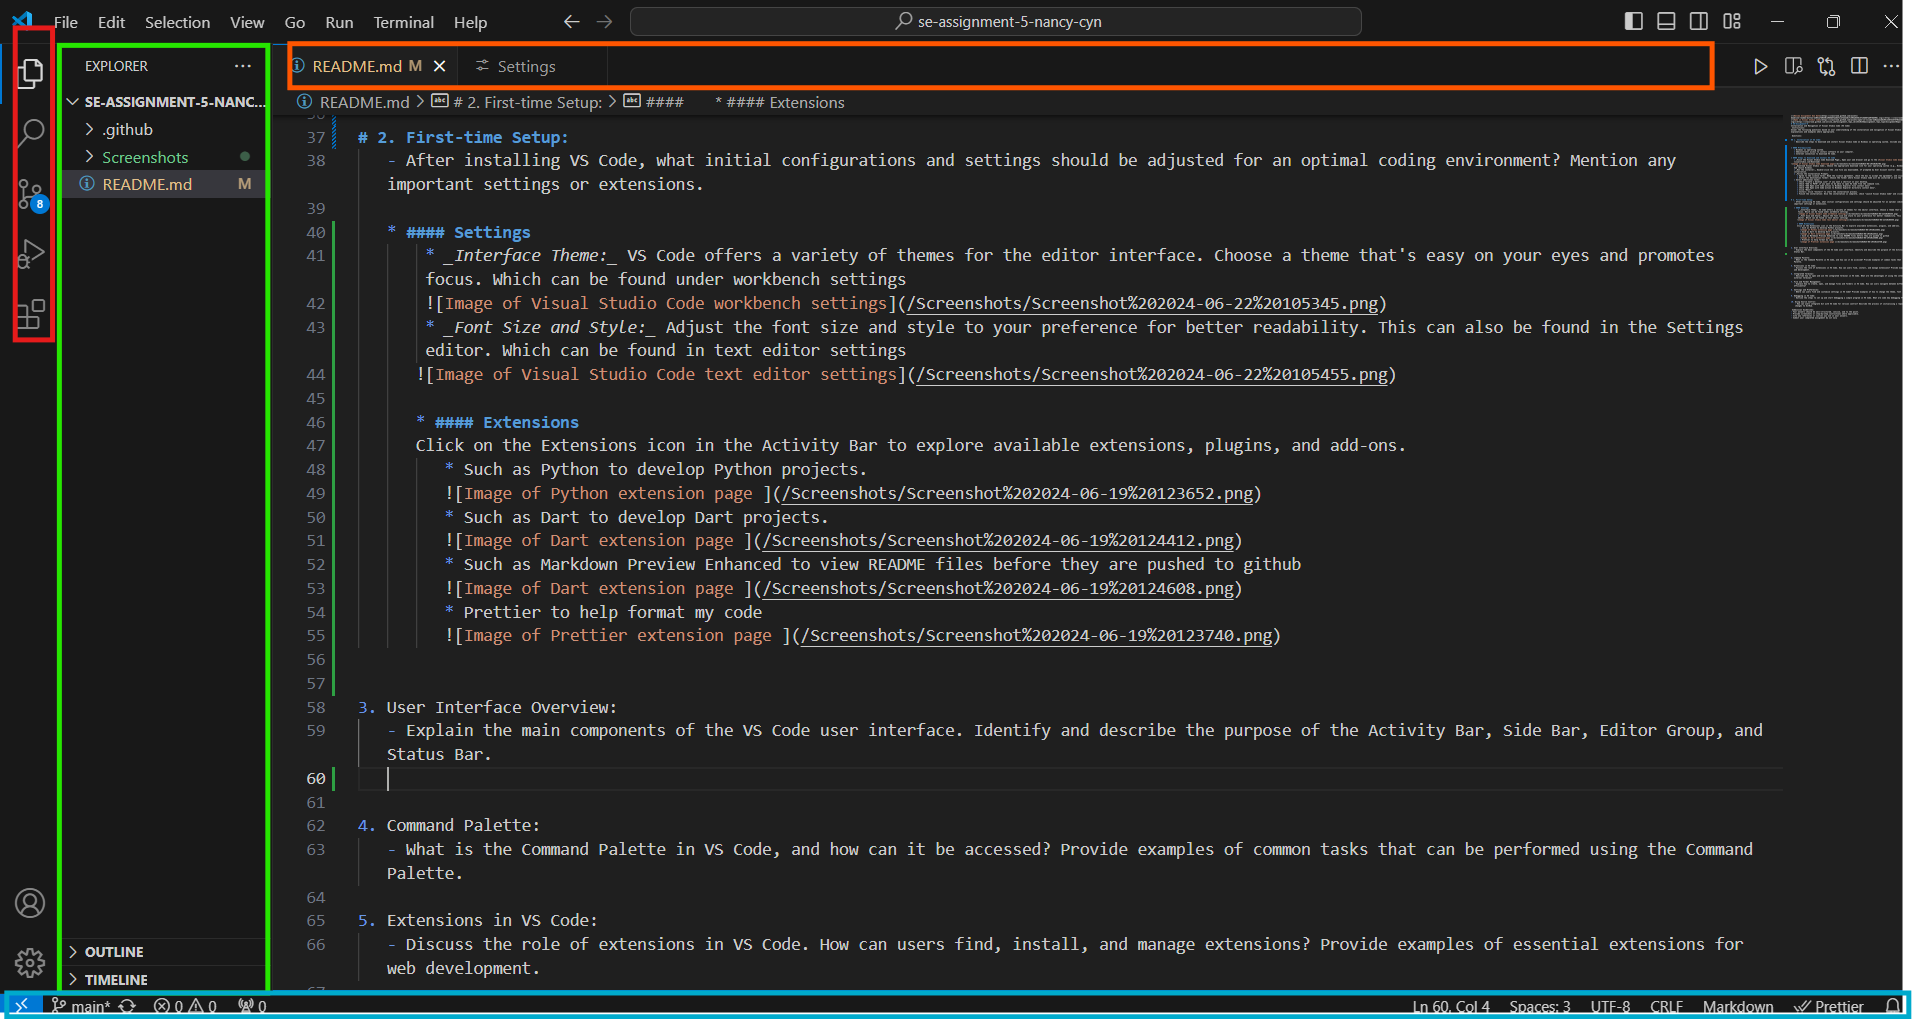 File Edit Selection View Go Run Terminal Help
se-assignment-5-nancy-cyn
EXPLORER
SE-ASSIGNMENT-5-NANC...
.github
Screenshots
README.md M
OUTLINE
TIMELINE
8
README.md M
Settings
README.md > # 2. First-time Setup: > #### * #### Extensions
37 # 2. First-time Setup:
38 - After installing VS Code, what initial configurations and settings should be adjusted for an optimal coding environment? Mention any
important settings or extensions.
39
40 * #### Settings
41 * _Interface Theme:_ VS Code offers a variety of themes for the editor interface. Choose a theme that's easy on your eyes and promotes
focus. Which can be found under workbench settings
42 ![Image of Visual Studio Code workbench settings](/Screenshots/Screenshot%202024-06-22%20105345.png)
43 * _Font Size and Style:_ Adjust the font size and style to your preference for better readability. This can also be found in the Settings
editor. Which can be found in text editor settings
44 ![Image of Visual Studio Code text editor settings](/Screenshots/Screenshot%202024-06-22%20105455.png)
45
46 * #### Extensions
47 Click on the Extensions icon in the Activity Bar to explore available extensions, plugins, and add-ons.
48 * Such as Python to develop Python projects.
49 ![Image of Python extension page ](/Screenshots/Screenshot%202024-06-19%20123652.png)
50 * Such as Dart to develop Dart projects.
51 ![Image of Dart extension page ](/Screenshots/Screenshot%202024-06-19%20124412.png)
52 * Such as Markdown Preview Enhanced to view README files before they are pushed to github
53 ![Image of Dart extension page ](/Screenshots/Screenshot%202024-06-19%20124608.png)
54 * Prettier to help format my code
55 ![Image of Prettier extension page ](/Screenshots/Screenshot%202024-06-19%20123740.png)
56
57
58 3. User Interface Overview:
59 - Explain the main components of the VS Code user interface. Identify and describe the purpose of the Activity Bar, Side Bar, Editor Group, and
Status Bar.
60
61
62 4. Command Palette:
63 - What is the Command Palette in VS Code, and how can it be accessed? Provide examples of common tasks that can be performed using the Command
Palette.
64
65 5. Extensions in VS Code:
66 - Discuss the role of extensions in VS Code. How can users find, install, and manage extensions? Provide examples of essential extensions for
web development.
main* 0 0 0 Ln 60, Col 4 Spaces: 3 UTF-8 CRLF Markdown Prettier